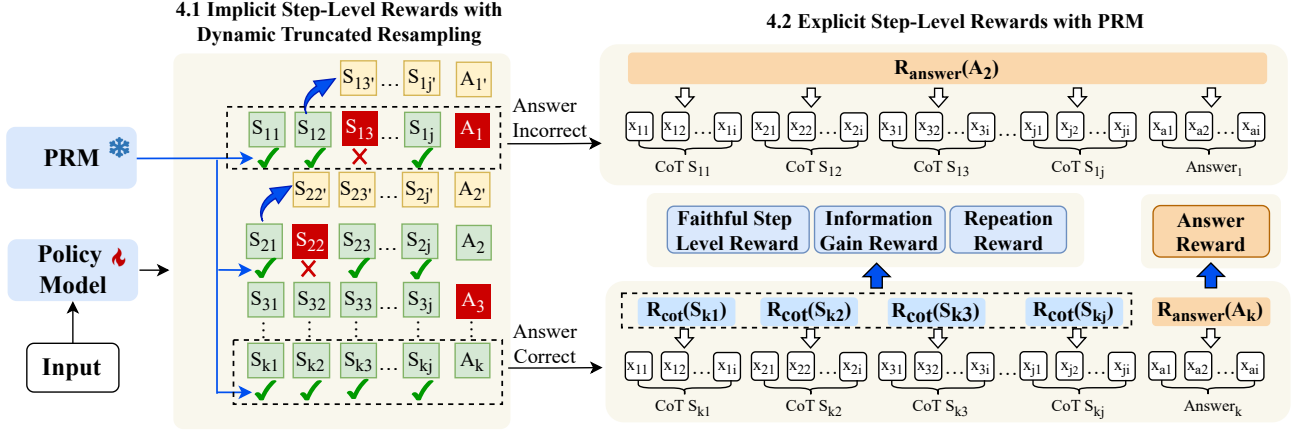 4.1 Implicit Step-Level Rewards with
Dynamic Truncated Resampling
4.2 Explicit Step-Level Rewards with PRM
PRM
Policy
Model
Input
S13' ... S1j' A1'
S11 S12 S13 ... S1j A1
S22' S23' ... S2j' A2'
S21 S22 S23 ... S2j A2
S31 S32 S33 ... S3j A3
Sk1 Sk2 Sk3 ... Skj Ak
Answer
Incorrect
Answer
Correct
Ranswer(A2)
x11 x12 ... x1i x21 x22 ... x2i x31 x32 ... x3i ... xj1 xj2 ... xji xa1 xa2 ... xai
CoT S11 CoT S12 CoT S13 CoT S1j Answer1
Faithful Step
Level Reward
Information
Gain Reward
Repetition
Reward
Answer
Reward
Rcot(Sk1) Rcot(Sk2) Rcot(Sk3) Rcot(Skj) Ranswer(Ak)
x11 x12 ... x1i x21 x22 ... x2i x31 x32 ... x3i ... xj1 xj2 ... xji xa1 xa2 ... xai
CoT Sk1 CoT Sk2 CoT Sk3 CoT Skj Answerk